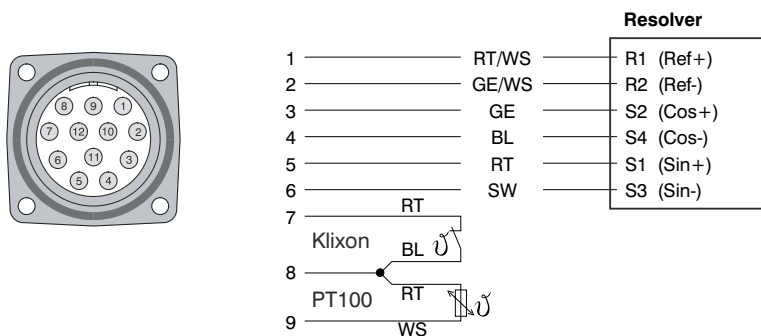 Resolver
1 RT/WS R1 (Ref+)
2 GE/WS R2 (Ref-)
3 GE S2 (Cos+)
4 BL S4 (Cos-)
5 RT S1 (Sin+)
6 SW S3 (Sin-)
7 RT
Klixon
BL ϑ
8
PT100 RT ϑ
9 WS
8 9 1
7 12 10 2
6 11 3
5 4